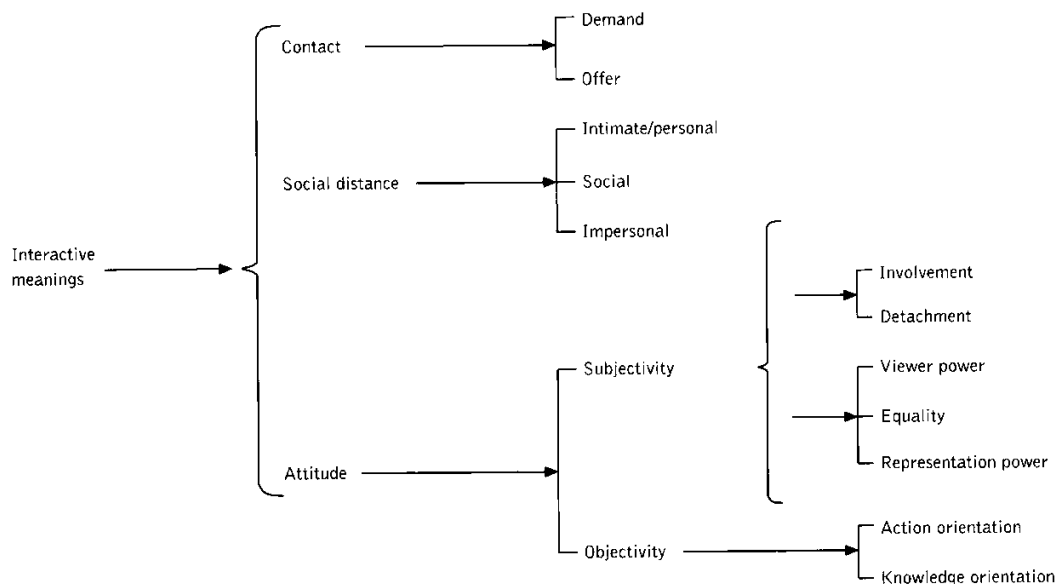 Demand
Contact
Offer
Intimate/personal
Social distance
Social
Impersonal
Interactive
meanings
Involvement
Detachment
Subjectivity
Viewer power
Equality
Representation power
Attitude
Action orientation
Objectivity
Knowledge orientation